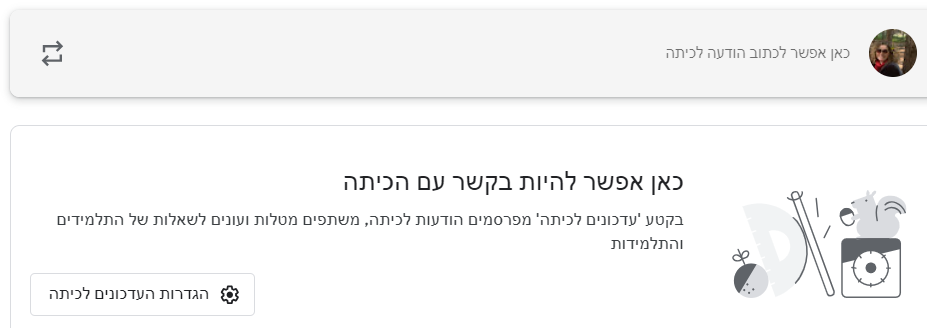 כאן אפשר לכתוב הודעה לכיתה
כאן אפשר להיות בקשר עם הכיתה
בקטע 'עדכונים לכיתה' מפרסמים הודעות לכיתה, משתפים מטלות ועונים לשאלות של התלמידים
והתלמידות
הגדרות העדכונים לכיתה